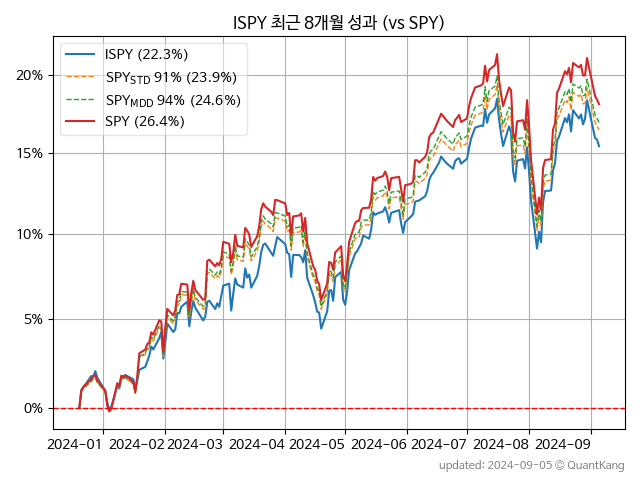 ISPY 최근 8개월 성과 (vs SPY)
ISPY (22.3%)
SPY_STD 91% (23.9%)
SPY_MDD 94% (24.6%)
SPY (26.4%)
20%
15%
10%
5%
0%
2024-01 2024-02 2024-03 2024-04 2024-05 2024-06 2024-07 2024-08 2024-09
updated: 2024-09-05 © QuantKang